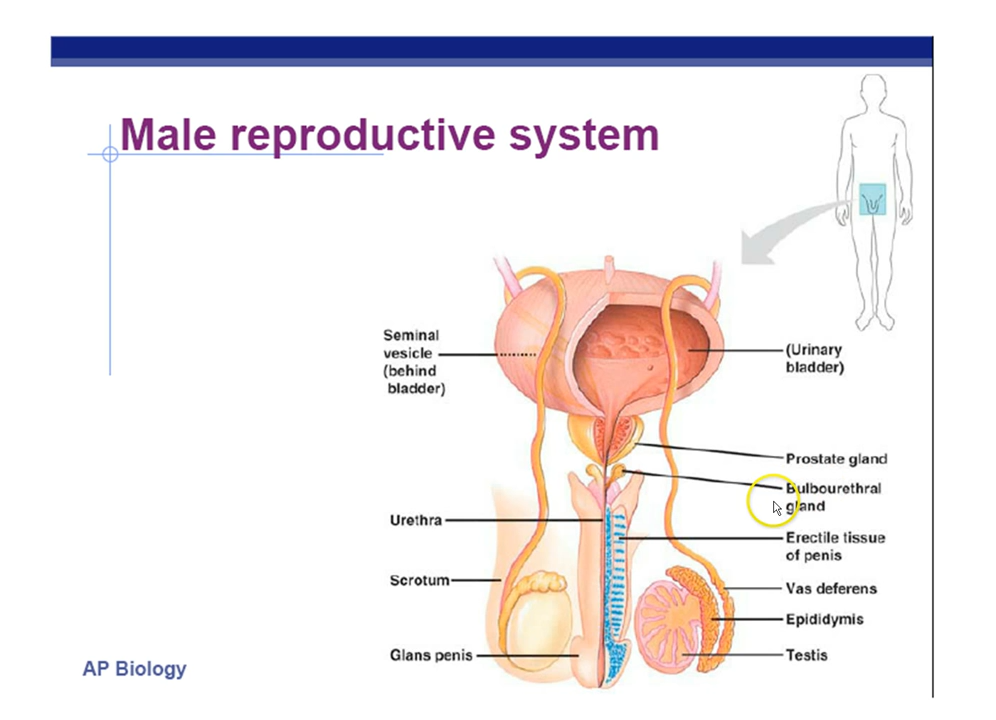 Male reproductive system
Seminal
vesicle
(behind
bladder)
(Urinary
bladder)
Prostate gland
Bulbourethral
gland
Urethra
Erectile tissue
of penis
Scrotum
Vas deferens
Epididymis
Glans penis
Testis
AP Biology